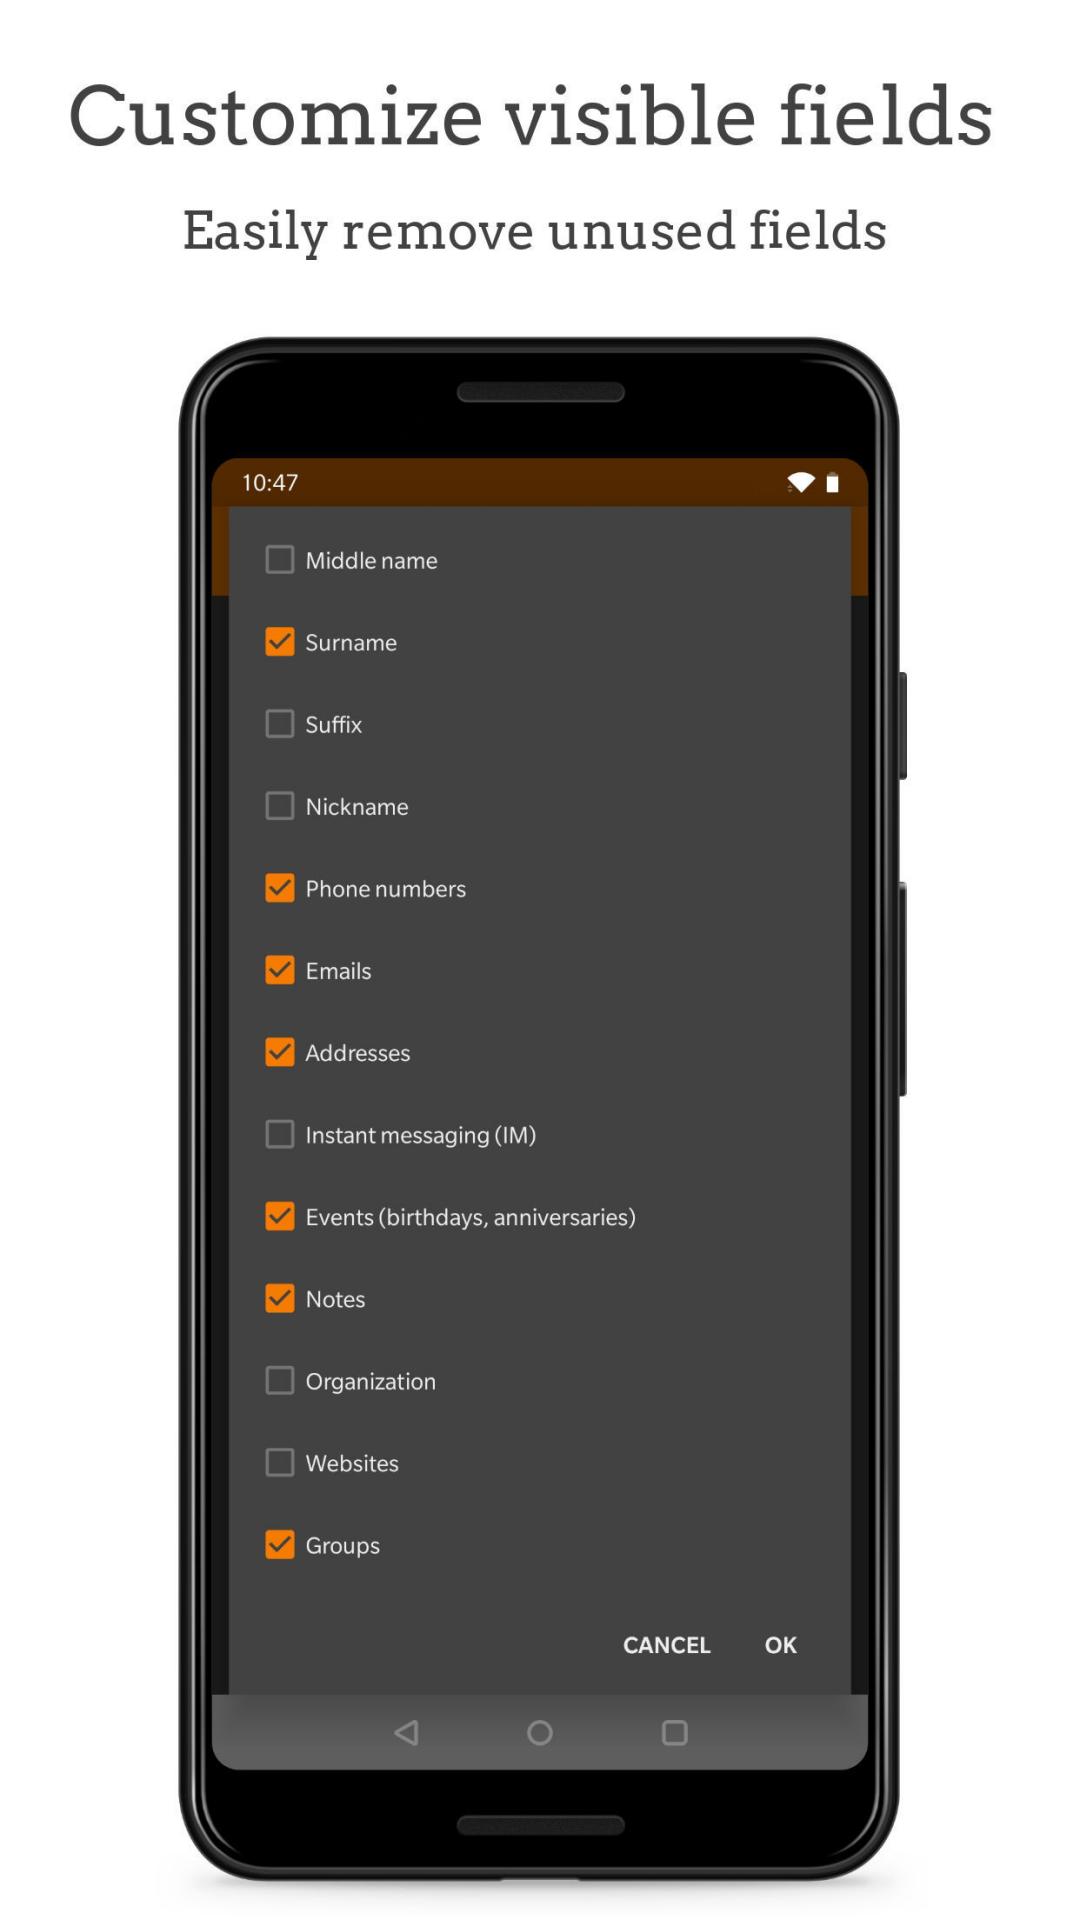 Customize visible fields
Easily remove unused fields
10:47
Middle name
Surname
Suffix
Nickname
Phone numbers
Emails
Addresses
Instant messaging (IM)
Events (birthdays, anniversaries)
Notes
Organization
Websites
Groups
CANCEL OK